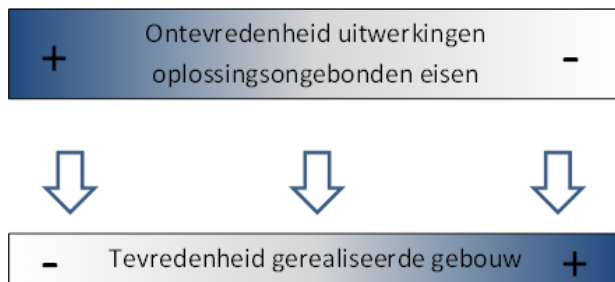 Ontevredenheid uitwerkingen
+ oplossingsongebonden eisen -
- Tevredenheid gerealiseerde gebouw +